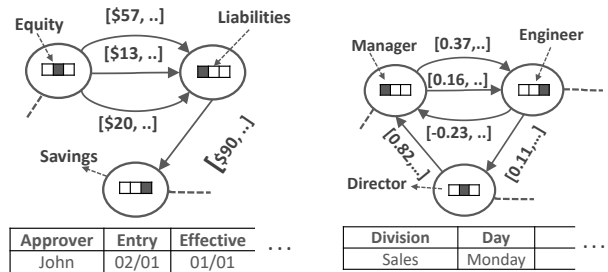 Equity
[$57, ..]
Liabilities
[$13, ..]
[$20, ..]
[$90, ..]
Savings
Approver Entry Effective ...
John 02/01 01/01
Manager
[0.37,..]
Engineer
[0.16, ..]
[-0.23, ..]
[0.82,...]
[0.11,...]
Director
Division Day ...
Sales Monday